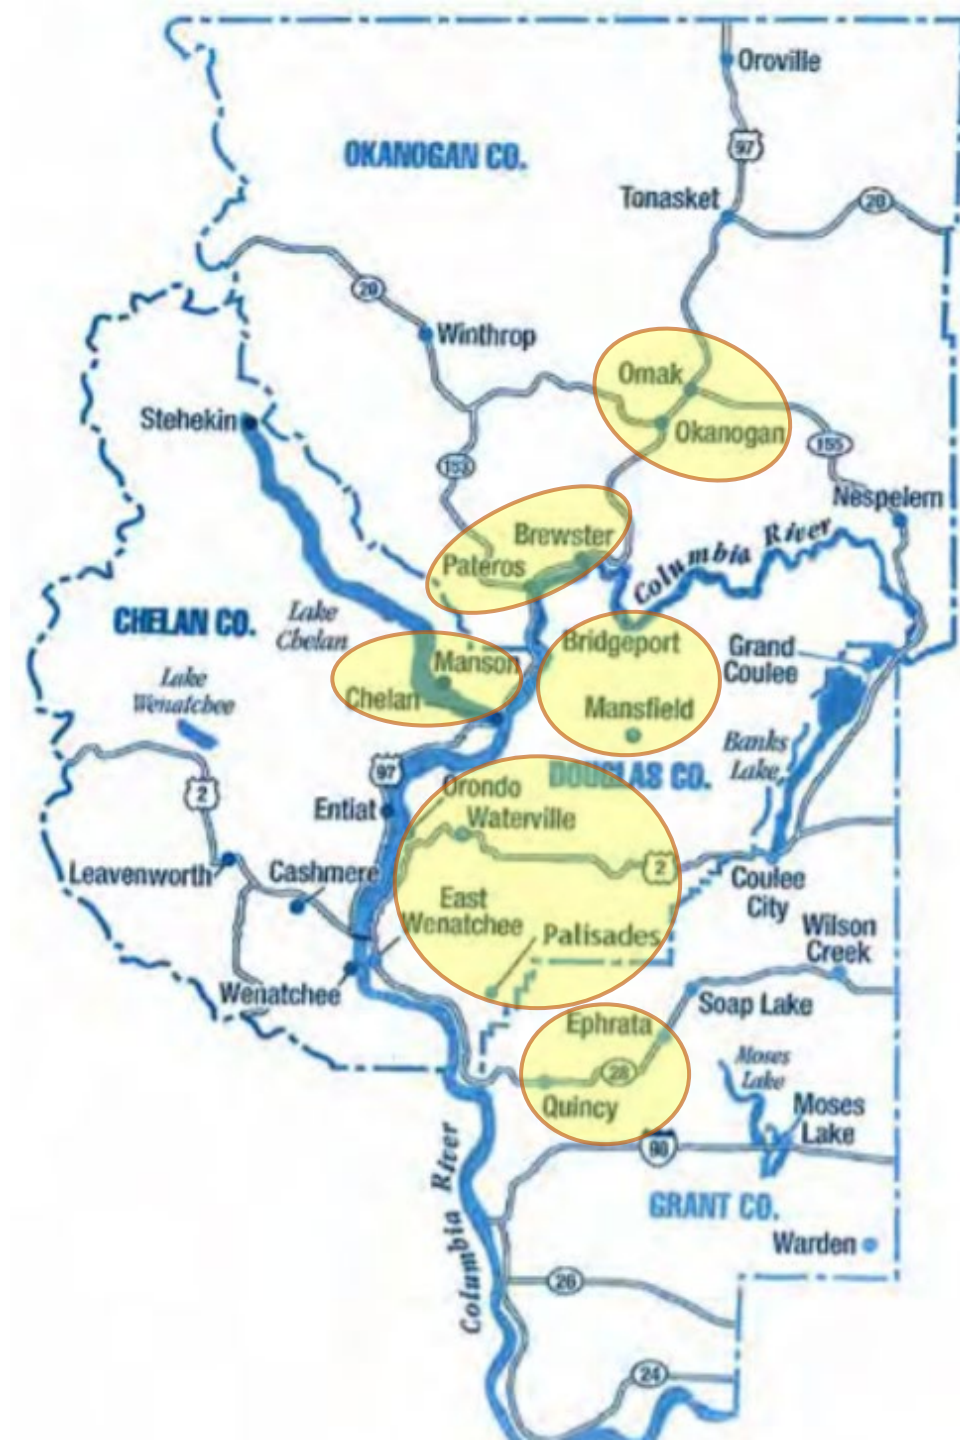 Oroville
97
OKANOGAN CO.
Tonasket
20
20
Winthrop
Omak
Stehekin
Okanogan
155
153
Nespelem
Brewster
Columbia River
Pateros
Lake
Chelan
CHELAN CO.
Bridgeport
Grand
Coulee
Manson
Lake
Wenatchee
Chelan
Mansfield
Banks
Lake
97
DOUGLAS CO.
Orondo
2
Entiat
Waterville
2
Leavenworth
Cashmere
Coulee
City
East
Wenatchee
Wilson
Creek
Palisades
Wenatchee
Soap Lake
Ephrata
Moses
Lake
28
Quincy
Moses
Lake
90
Columbia River
GRANT CO.
Warden
26
24